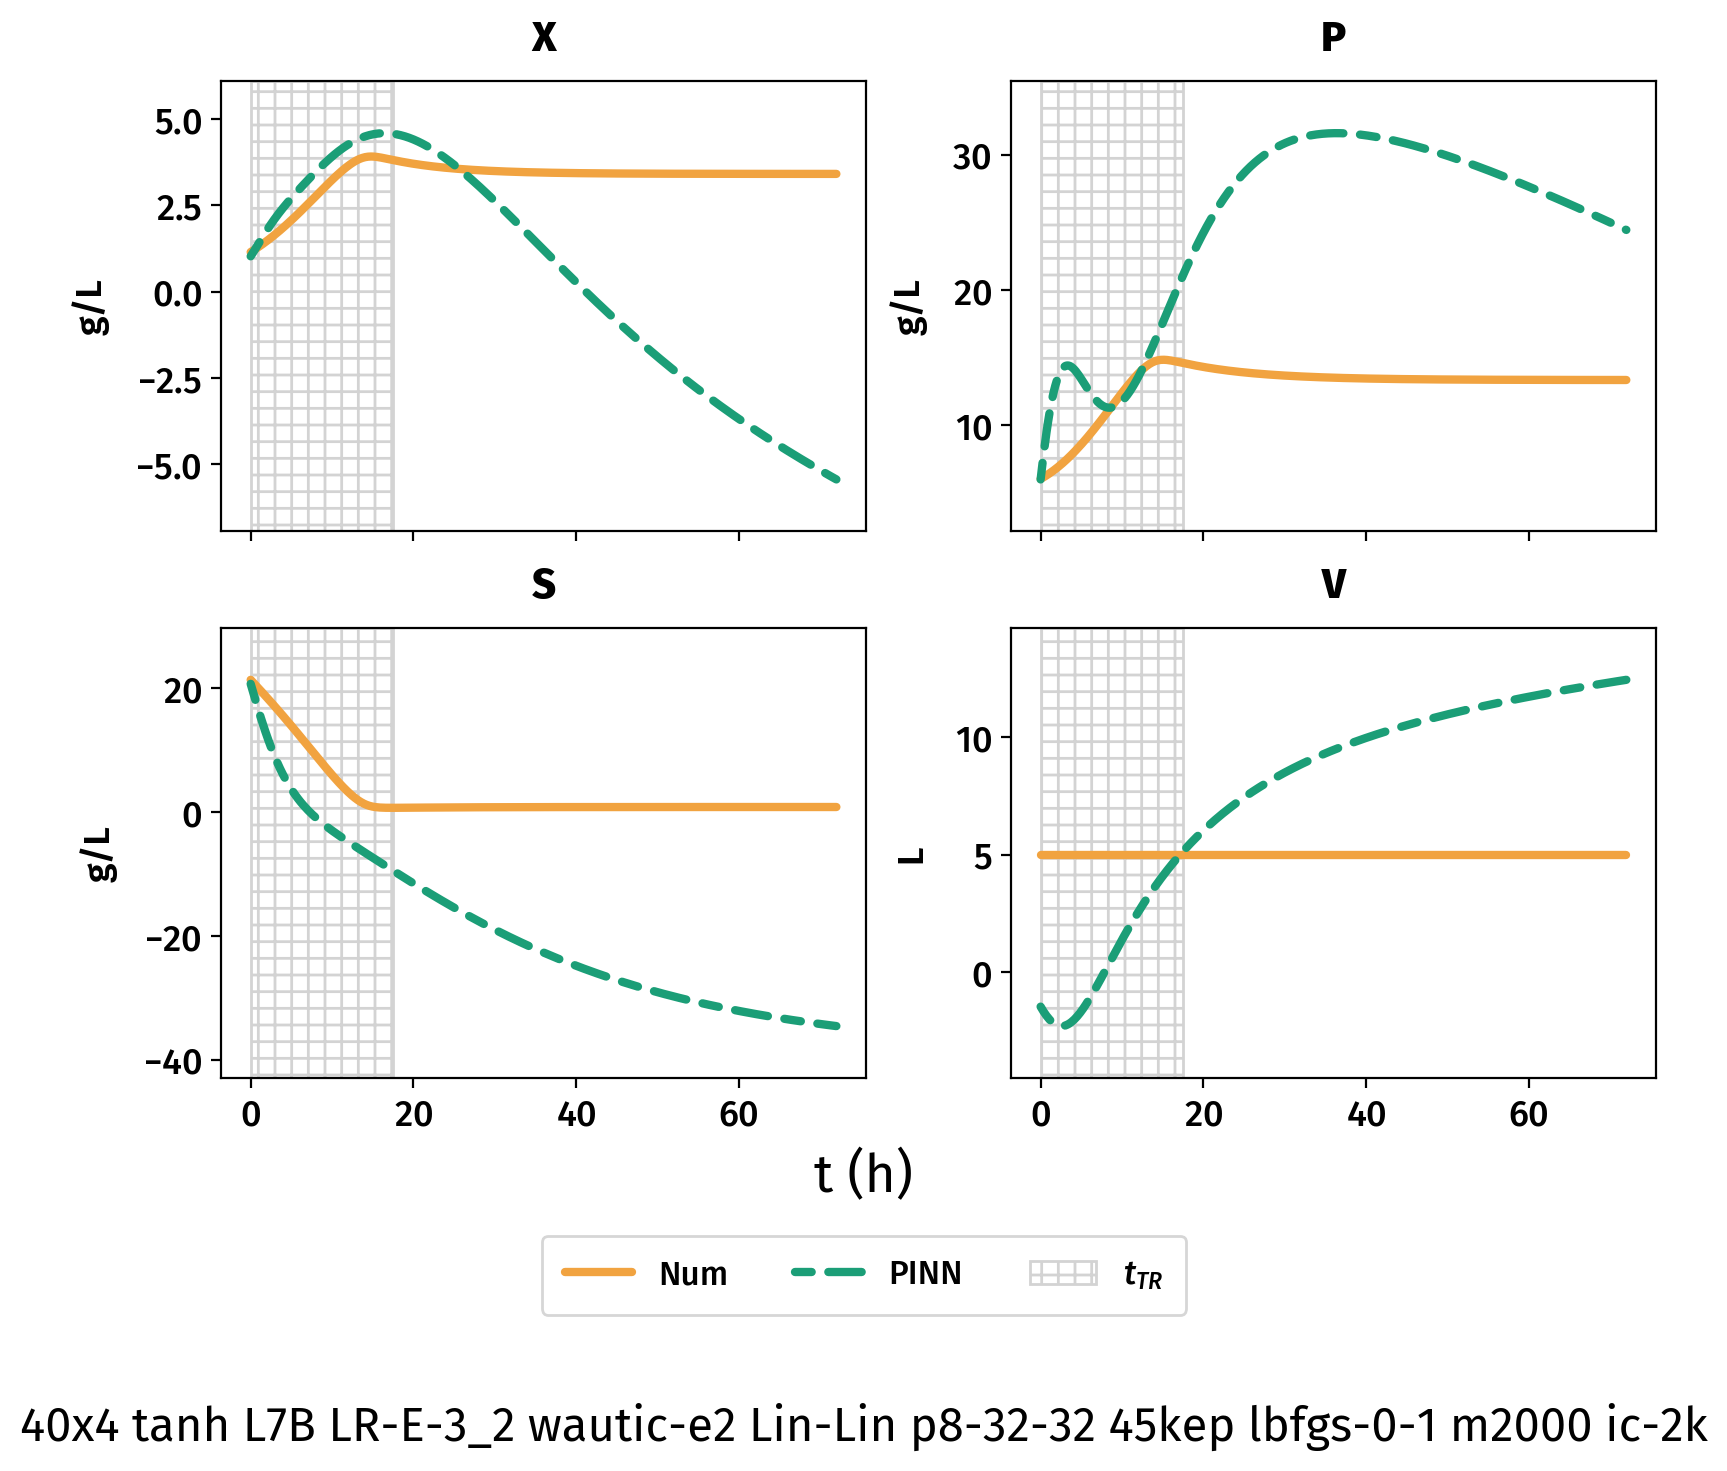 X
P
g/L
5.0
2.5
0.0
−2.5
−5.0
g/L
30
20
10
S
V
g/L
20
0
−20
−40
0 20 40 60
L
10
5
0
0 20 40 60
t (h)
Num PINN tTR
40x4 tanh L7B LR-E-3_2 wautic-e2 Lin-Lin p8-32-32 45kep lbfgs-0-1 m2000 ic-2k